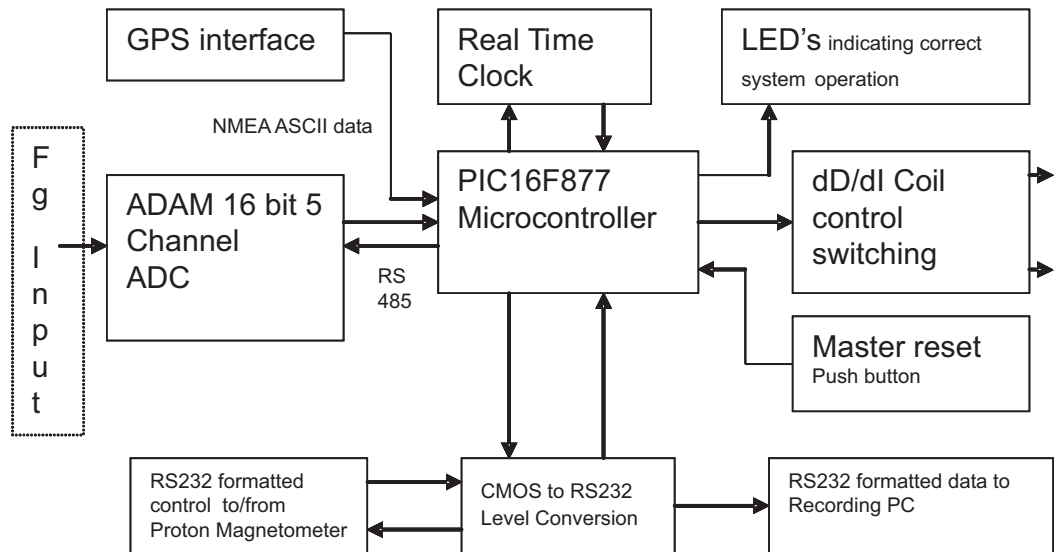 GPS interface
Real Time
Clock
LED's indicating correct
system operation
NMEA ASCII data
F
g
I
n
p
u
t
ADAM 16 bit 5
Channel
ADC
RS
485
PIC16F877
Microcontroller
dD/dI Coil
control
switching
Master reset
Push button
RS232 formatted
control to/from
Proton Magnetometer
CMOS to RS232
Level Conversion
RS232 formatted data to
Recording PC